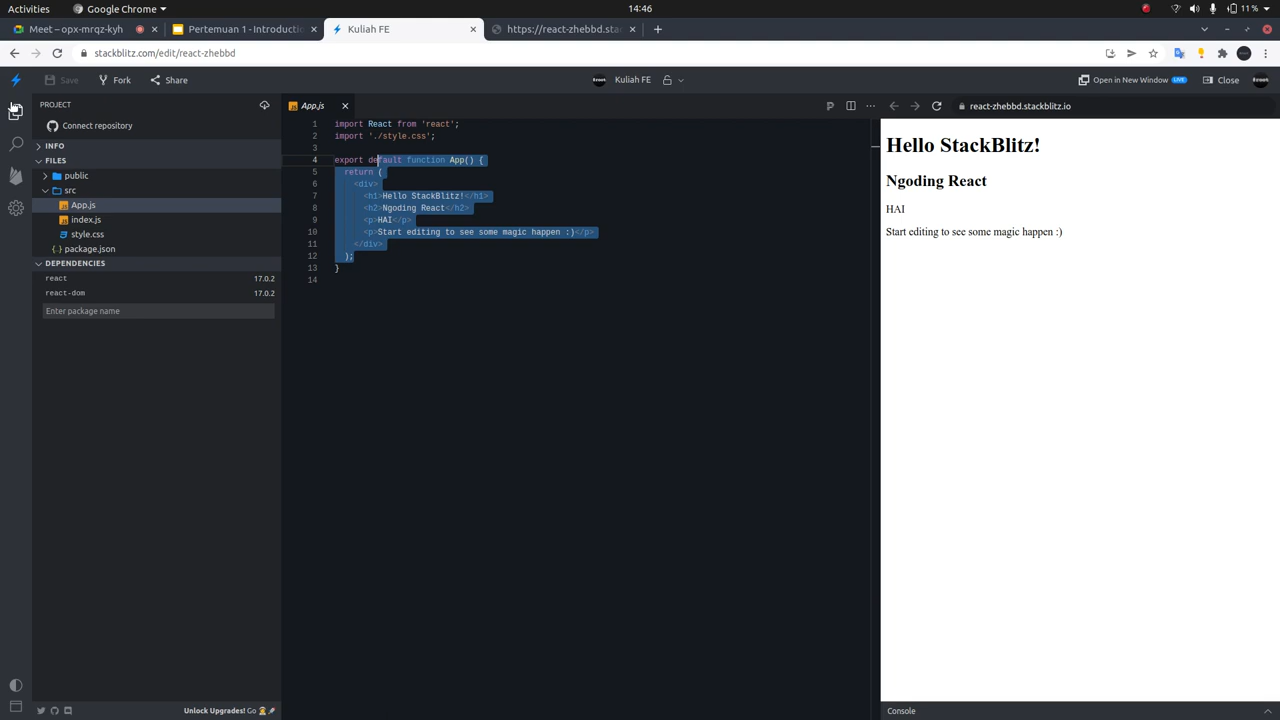 Activities
Google Chrome
14:46
11 %
Meet – opx-mrqz-kyh
Pertemuan 1 - Introductio
Kuliah FE
https://react-zhebbd.sta
stackblitz.com/edit/react-zhebbd
Save
Fork
Share
Kuliah FE
Open in New Window
LIVE
Close
PROJECT
Connect repository
INFO
FILES
public
src
App.js
index.js
style.css
package.json
DEPENDENCIES
react 17.0.2
react-dom 17.0.2
Enter package name
Unlock Upgrades! Go
App.js
1 import React from 'react';
2 import './style.css';
3
4 export default function App() {
5 return (
6 <div>
7 <h1>Hello StackBlitz!</h1>
8 <h2>Ngoding React</h2>
9 <p>HAI</p>
10 <p>Start editing to see some magic happen :)</p>
11 </div>
12 );
13 }
14
react-zhebbd.stackblitz.io
Hello StackBlitz!
Ngoding React
HAI
Start editing to see some magic happen :)
Console